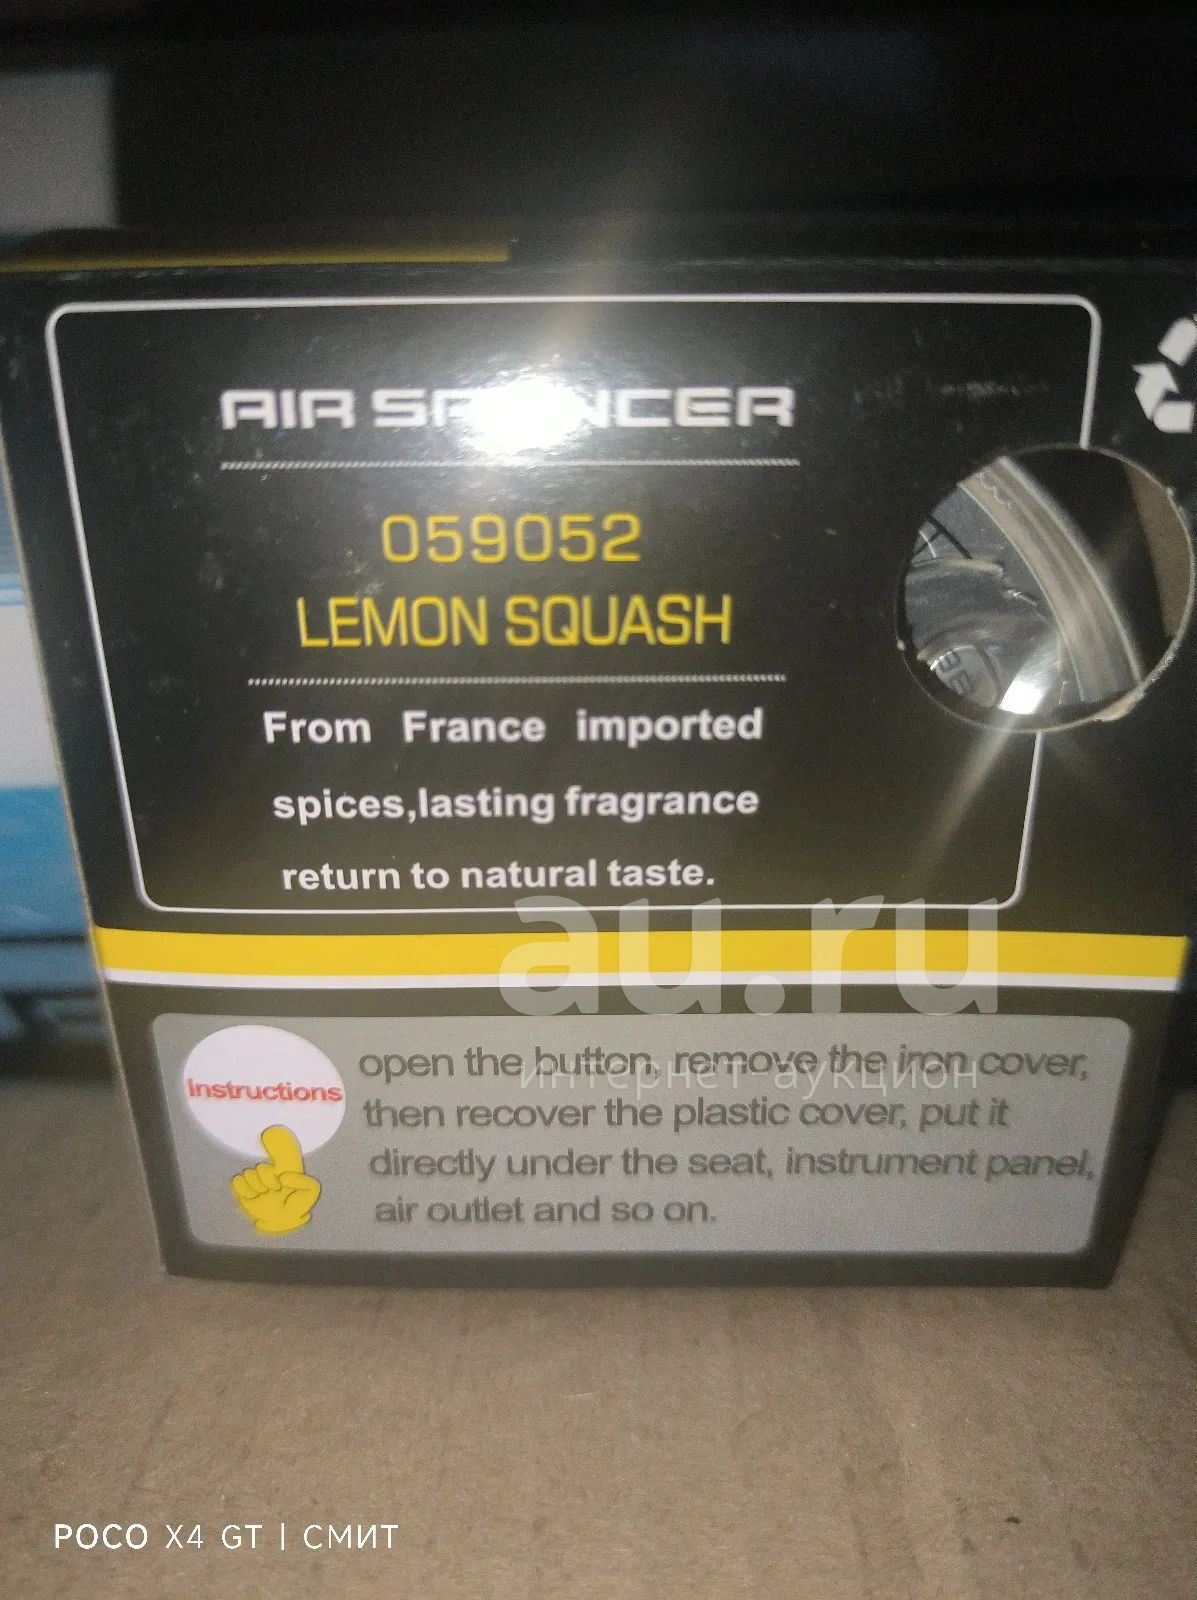 AIR SPENCER
059052
LEMON SQUASH
From France imported
spices,lasting fragrance
return to natural taste.
au.ru
интернет-аукцион
Instructions
open the button, remove the iron cover,
then recover the plastic cover, put it
directly under the seat, instrument panel,
air outlet and so on.
POCO X4 GT | СМИТ